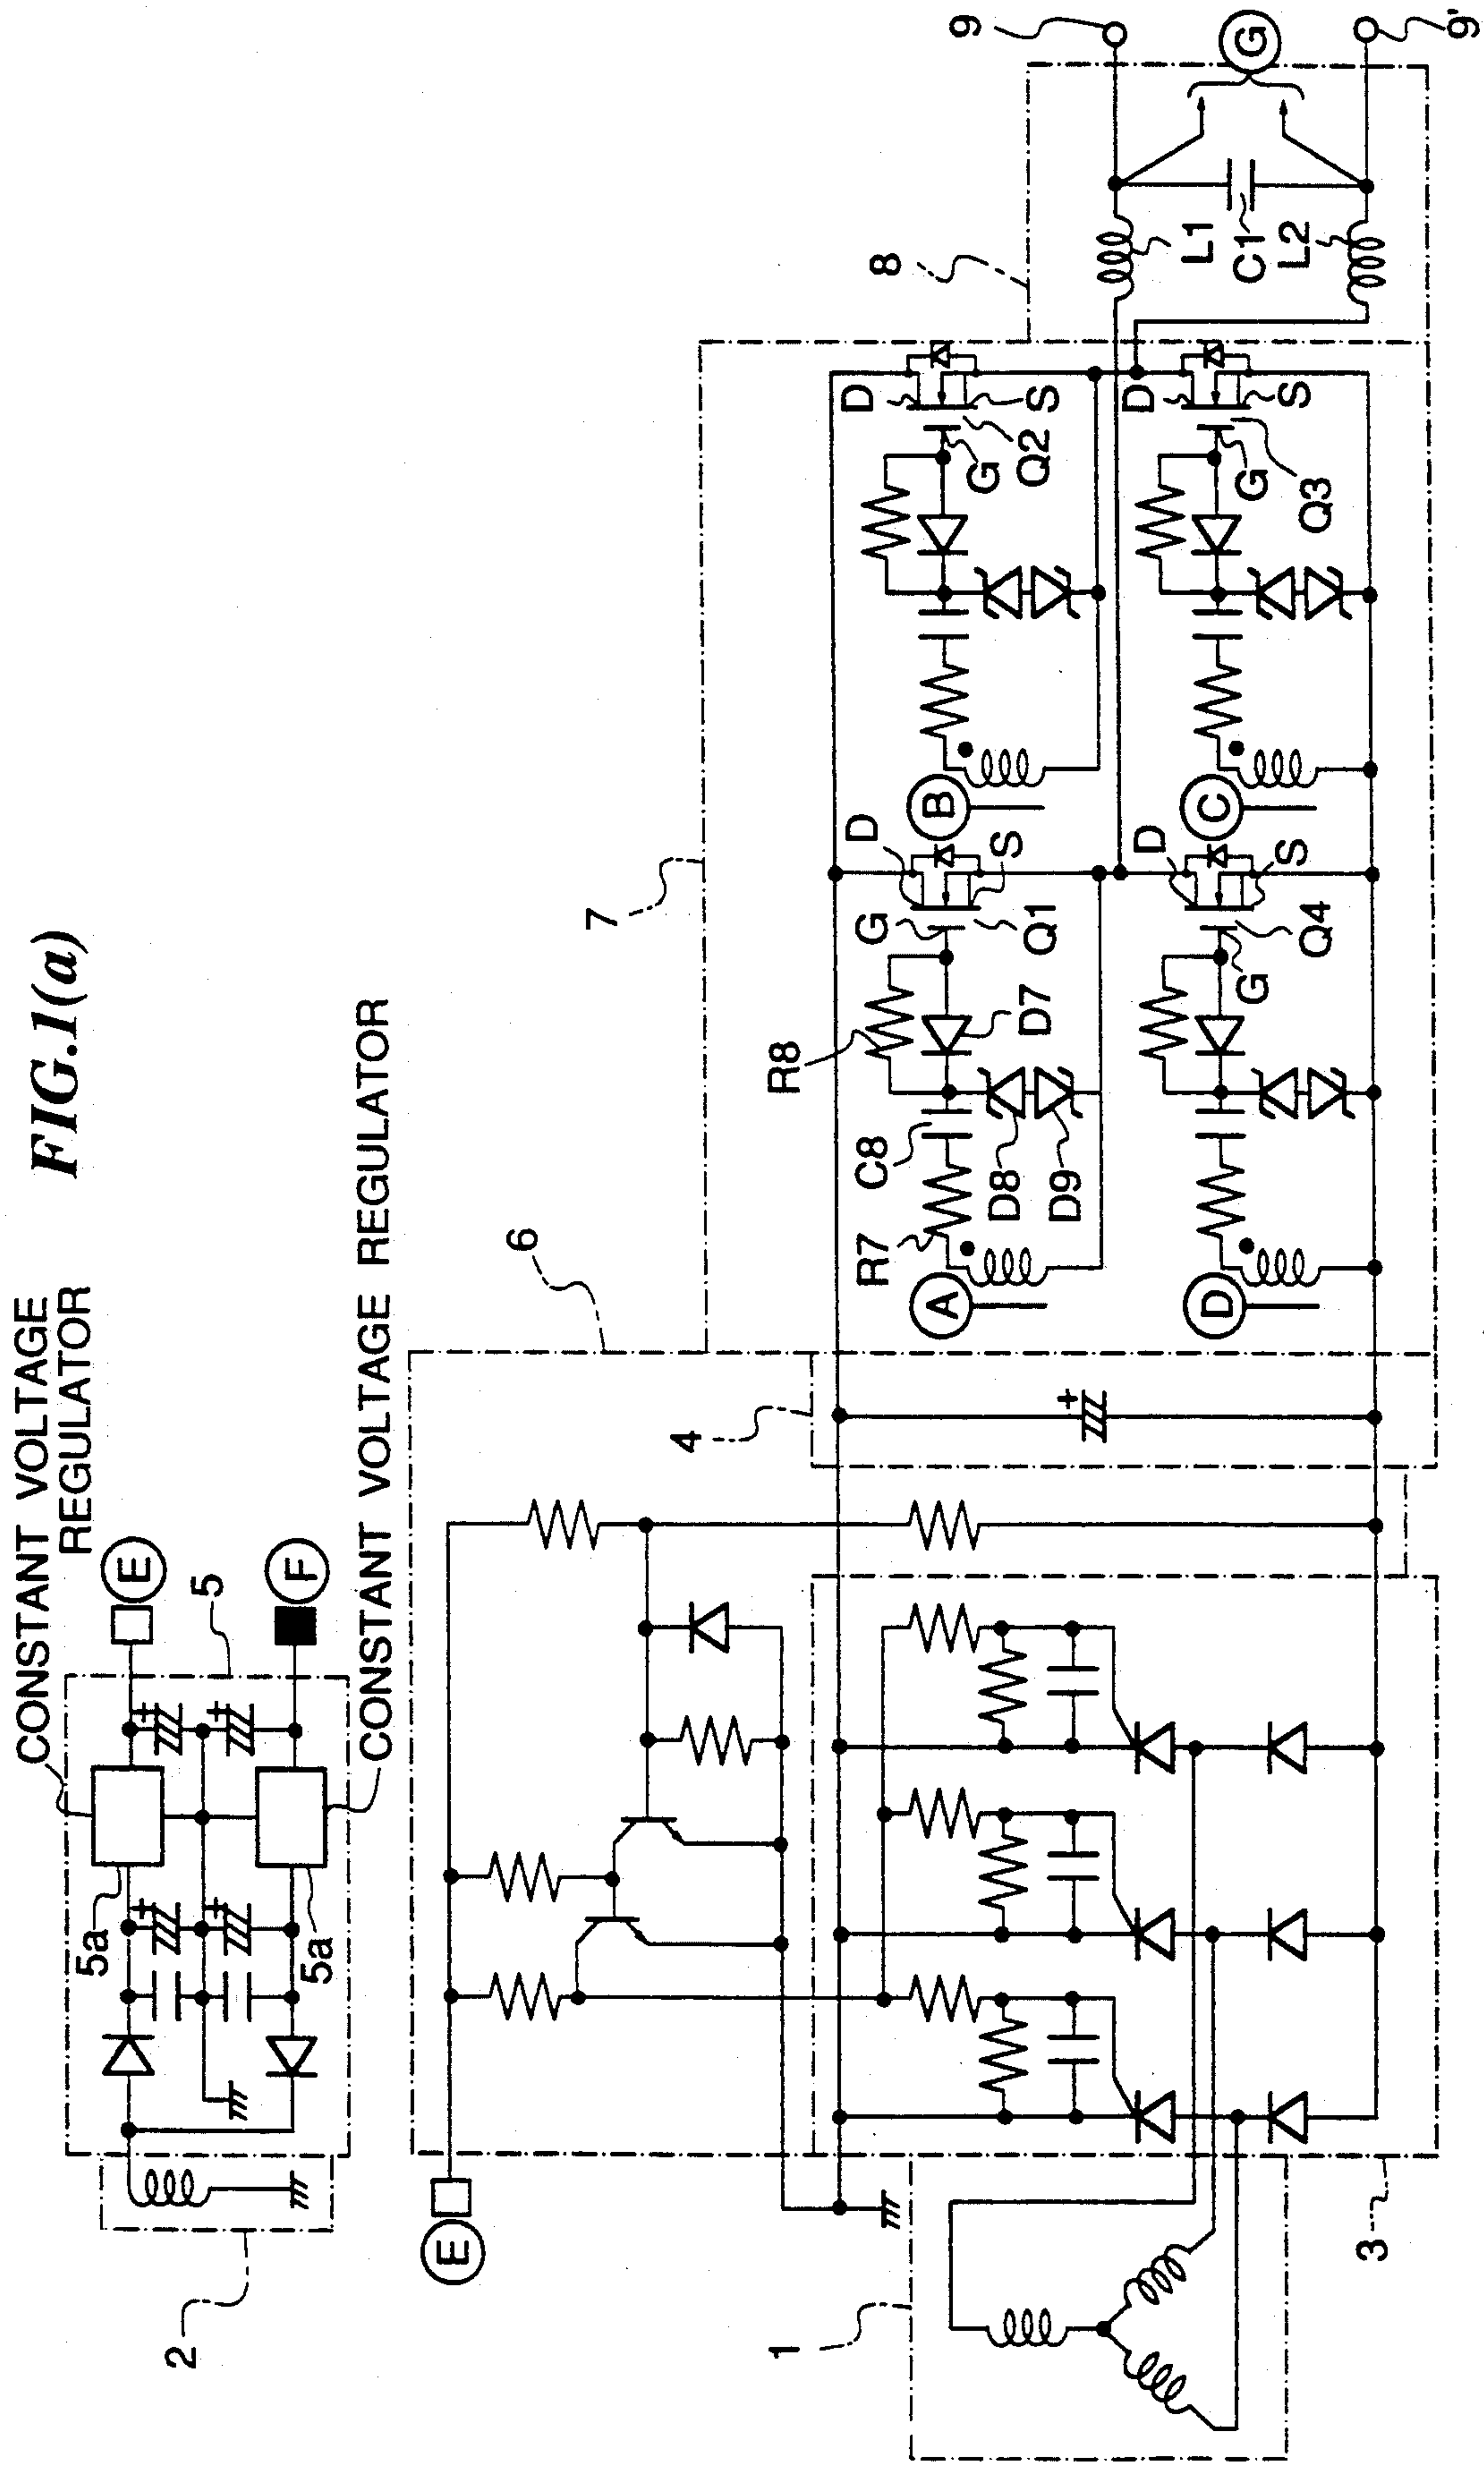 FIG.1(a)
CONSTANT VOLTAGE
REGULATOR
E
5
F
5a
5a
CONSTANT VOLTAGE REGULATOR
2
E
6
7
8
4
1
3
A
R7
C8
R8
D8
D9
D7
G
D
S
Q1
B
D
G
S
Q2
D
G
D
S
Q4
C
D
G
S
Q3
L1
C1
L2
G
9
9'